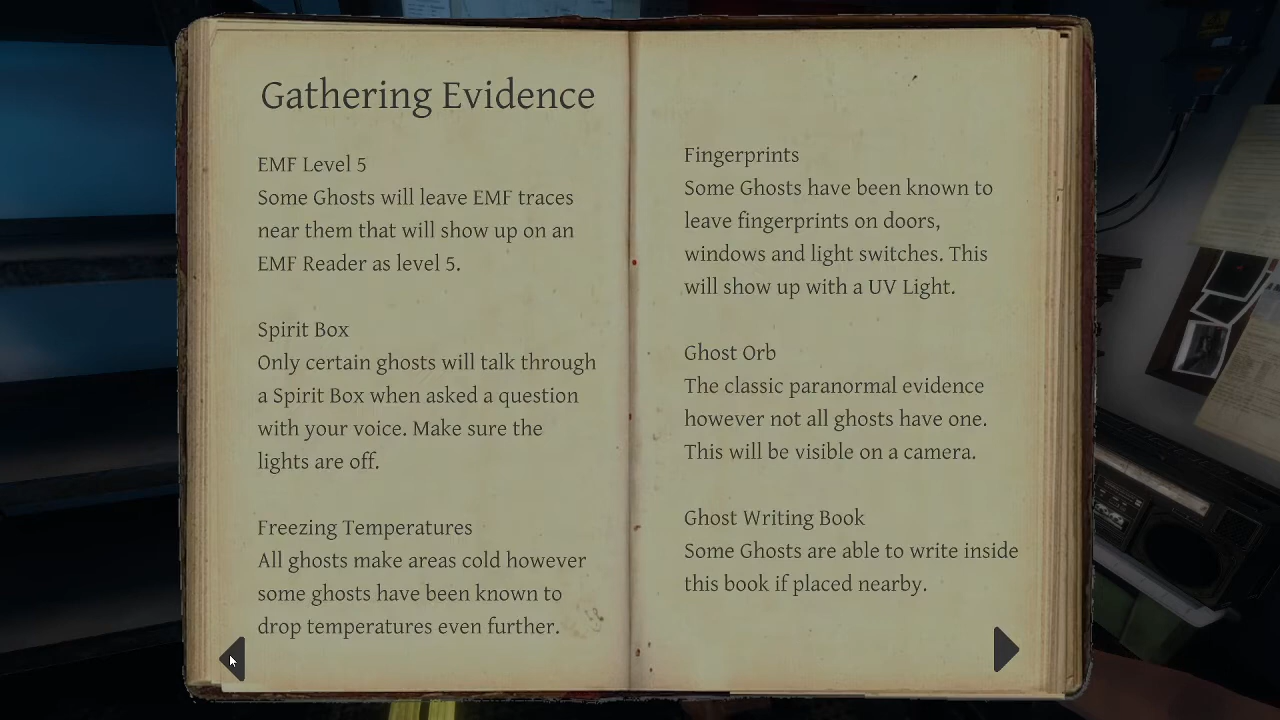 Gathering Evidence
EMF Level 5
Some Ghosts will leave EMF traces
near them that will show up on an
EMF Reader as level 5.
Spirit Box
Only certain ghosts will talk through
a Spirit Box when asked a question
with your voice. Make sure the
lights are off.
Freezing Temperatures
All ghosts make areas cold however
some ghosts have been known to
drop temperatures even further.
Fingerprints
Some Ghosts have been known to
leave fingerprints on doors,
windows and light switches. This
will show up with a UV Light.
Ghost Orb
The classic paranormal evidence
however not all ghosts have one.
This will be visible on a camera.
Ghost Writing Book
Some Ghosts are able to write inside
this book if placed nearby.